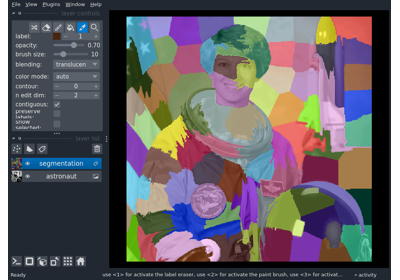 File View Plugins Window Help
layer controls
label: 1
opacity: 0.70
brush size: 10
blending: translucen
color mode: auto
contour: 0
n edit dim: 2
contiguous:
preserve
labels:
show
selected:
layer list
segmentation
astronaut
Ready use <1> for activate the label eraser, use <2> for activate the paint brush, use <3> for activat... activity